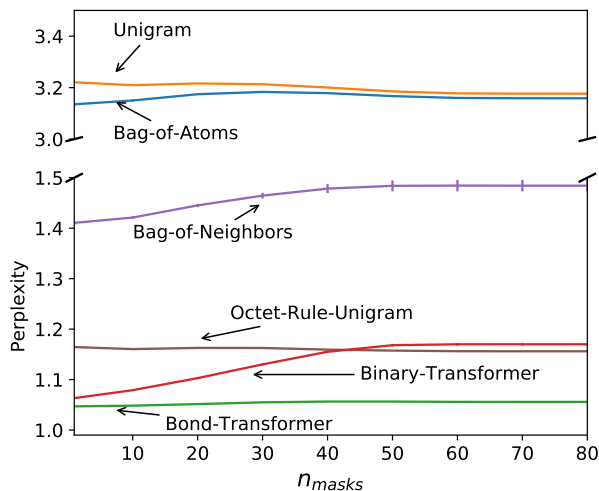 3.4
Unigram
3.2
Bag-of-Atoms
3.0
1.5
1.4
Bag-of-Neighbors
1.3
Perplexity
Octet-Rule-Unigram
1.2
Binary-Transformer
1.1
Bond-Transformer
1.0
10 20 30 40 50 60 70 80
n_masks